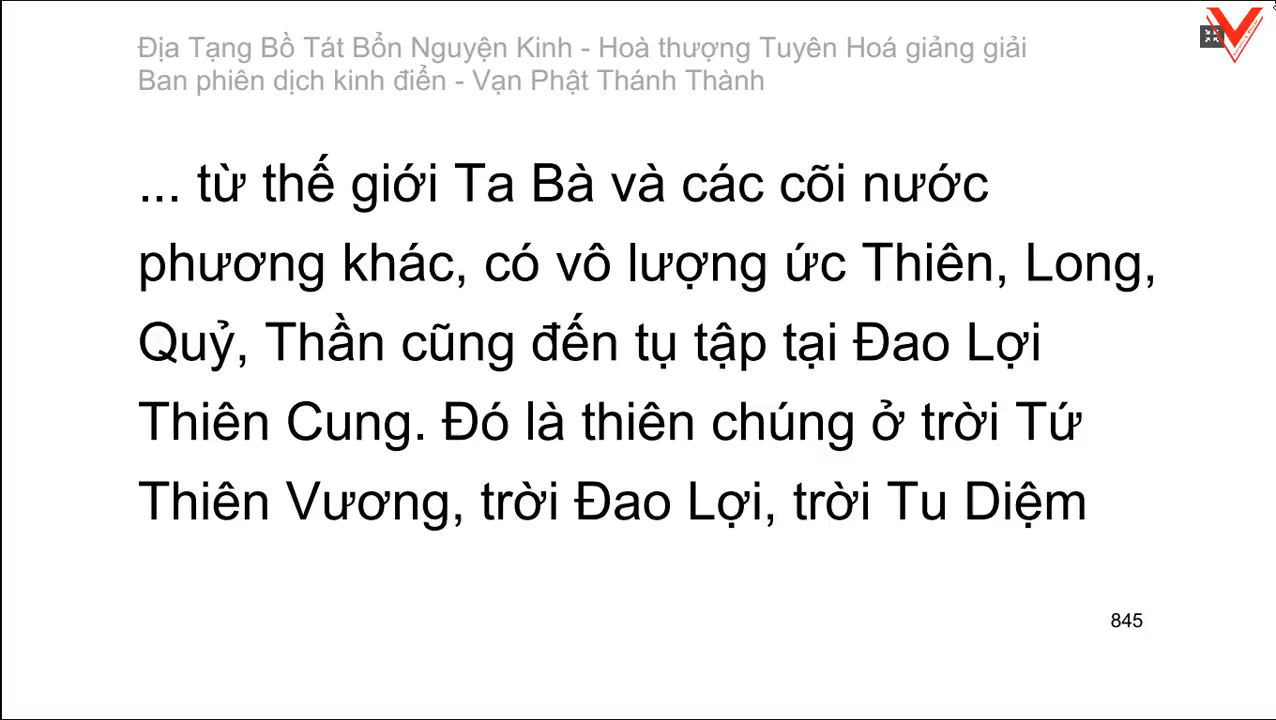 Địa Tạng Bồ Tát Bổn Nguyện Kinh - Hoà thượng Tuyên Hoá giảng giải
Ban phiên dịch kinh điển - Vạn Phật Thánh Thành
... từ thế giới Ta Bà và các cõi nước
phương khác, có vô lượng ức Thiên, Long,
Quỷ, Thần cũng đến tụ tập tại Đao Lợi
Thiên Cung. Đó là thiên chúng ở trời Tứ
Thiên Vương, trời Đao Lợi, trời Tu Diệm
845